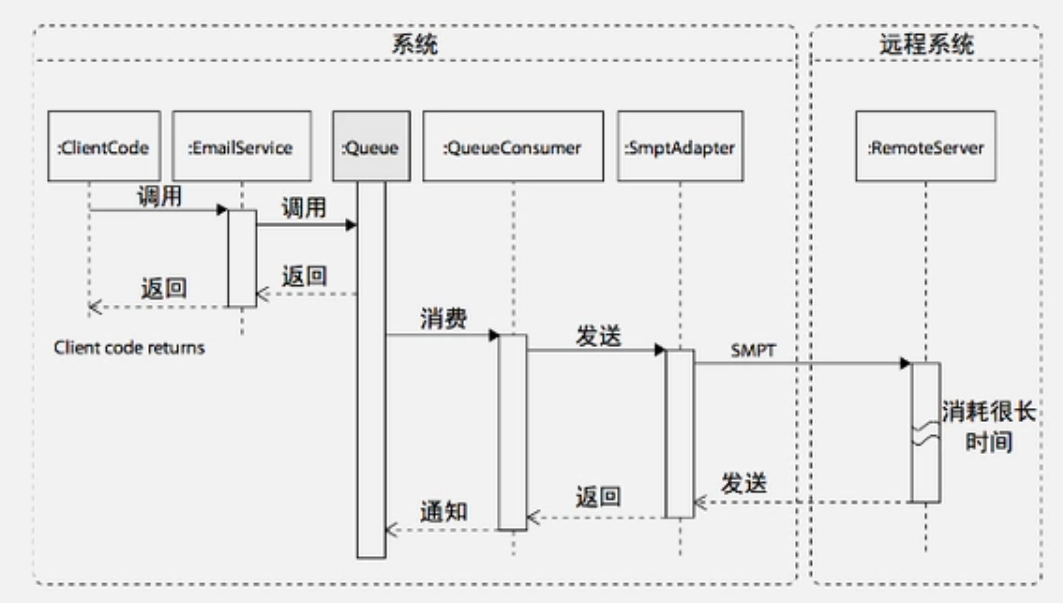 系统
远程系统
:ClientCode
:EmailService
:Queue
:QueueConsumer
:SmptAdapter
:RemoteServer
调用
调用
返回
返回
Client code returns
消费
发送
SMPT
消耗很长
时间
发送
返回
通知